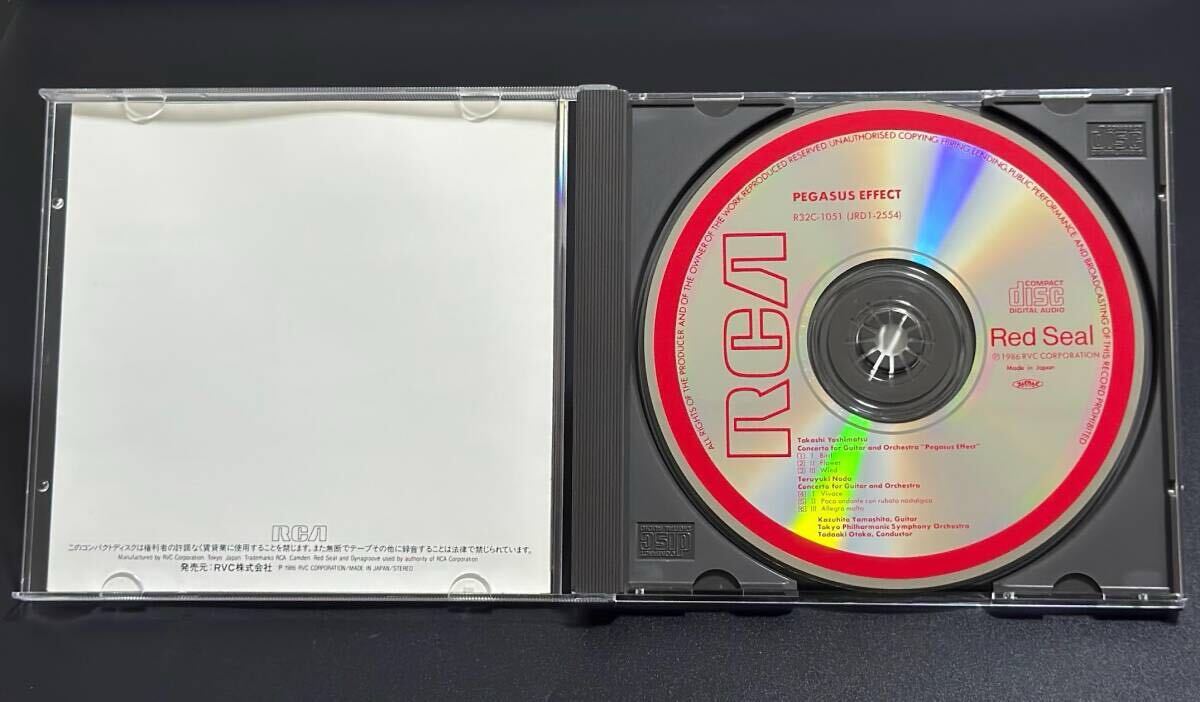 RCA
このコンパクトディスクは権利者の許諾なく賃貸業に使用することを禁じます。また無断でテープその他に録音することは法律で禁じられています。
Manufactured by RVC Corporation, Tokyo, Japan. Trademarks RCA, Camden, Red Seal and Dynagroove used by authority of RCA Corporation
発売元:RVC株式会社 ℗ 1986 RVC CORPORATION/MADE IN JAPAN/STEREO
ALL RIGHTS OF THE PRODUCER AND OF THE OWNER OF THE WORK REPRODUCED RESERVED UNAUTHORISED COPYING, HIRING, LENDING, PUBLIC PERFORMANCE AND BROADCASTING OF THIS RECORD PROHIBITED
PEGASUS EFFECT
R32C-1051 (JRD1-2554)
RCA
COMPACT
disc
DIGITAL AUDIO
Red Seal
℗1986 RVC CORPORATION
Made in Japan
Takashi Yoshimatsu
Concerto for Guitar and Orchestra "Pegasus Effect"
[1] I Bird
[2] II Flower
[3] III Wind
Teruyuki Noda
Concerto for Guitar and Orchestra
[4] I Vivace
[5] II Poco andante con rubato nostalgico
[6] III Allegro molto
Kazuhito Yamashita, Guitar
Tokyo Philharmonic Symphony Orchestra
Tadaaki Otaka, Conductor